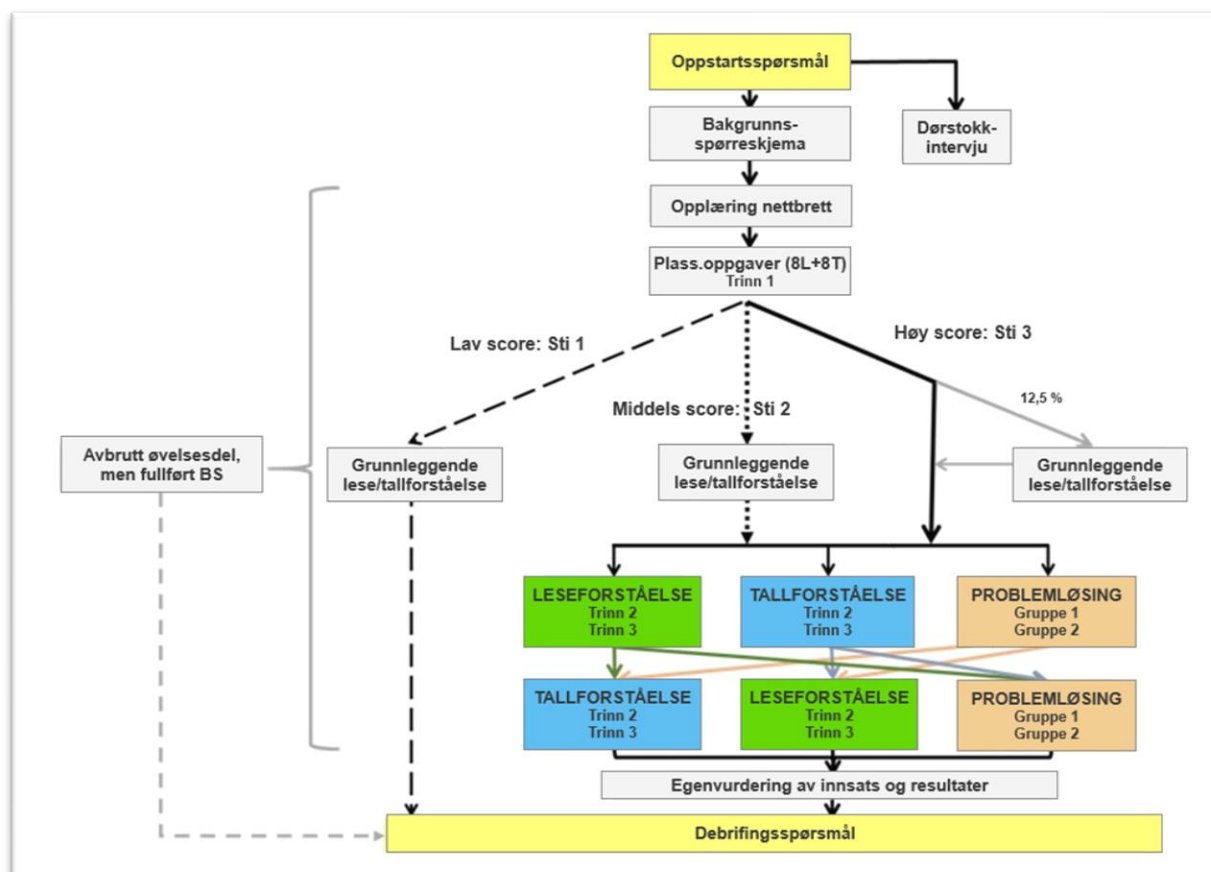 Oppstartsspørsmål
Bakgrunns-
spørreskjema
Dørstokk-
intervju
Opplæring nettbrett
Plass.oppgaver (8L+8T)
Trinn 1
Lav score: Sti 1
Høy score: Sti 3
Middels score: Sti 2
12,5 %
Avbrutt øvelsesdel,
men fullført BS
Grunnleggende
lese/tallforståelse
Grunnleggende
lese/tallforståelse
Grunnleggende
lese/tallforståelse
LESEFORSTÅELSE
Trinn 2
Trinn 3
TALLFORSTÅELSE
Trinn 2
Trinn 3
PROBLEMLØSING
Gruppe 1
Gruppe 2
TALLFORSTÅELSE
Trinn 2
Trinn 3
LESEFORSTÅELSE
Trinn 2
Trinn 3
PROBLEMLØSING
Gruppe 1
Gruppe 2
Egenvurdering av innsats og resultater
Debrifingsspørsmål